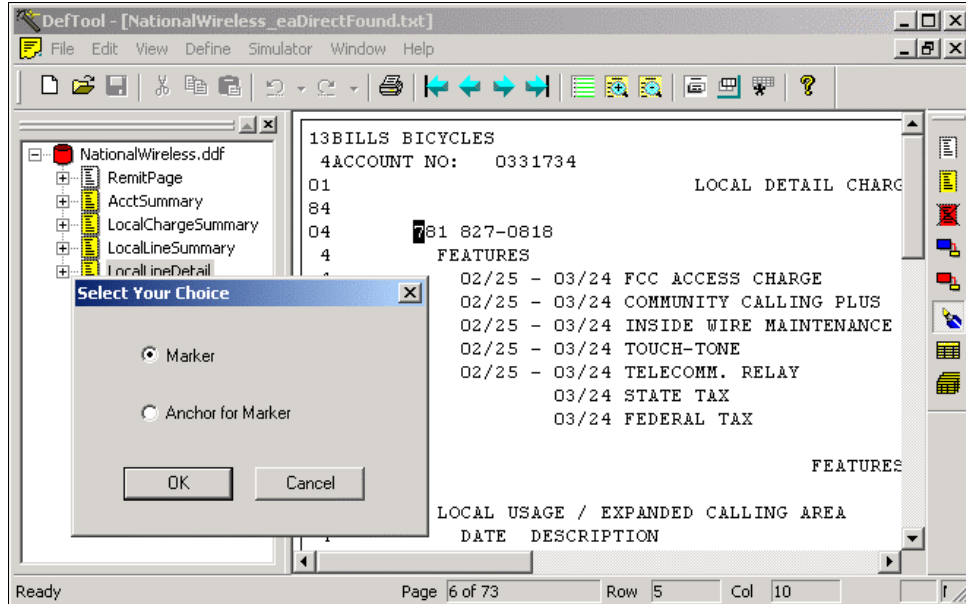 DefTool - [NationalWireless_eaDirectFound.txt]
File Edit View Define Simulator Window Help
NationalWireless.ddf
RemitPage
AcctSummary
LocalChargeSummary
LocalLineSummary
LocalLineDetail
13BILLS BICYCLES
4ACCOUNT NO: 0331734
01 LOCAL DETAIL CHARG
84
04 781 827-0818
4 FEATURES
02/25 - 03/24 FCC ACCESS CHARGE
02/25 - 03/24 COMMUNITY CALLING PLUS
02/25 - 03/24 INSIDE WIRE MAINTENANCE
02/25 - 03/24 TOUCH-TONE
02/25 - 03/24 TELECOMM. RELAY
03/24 STATE TAX
03/24 FEDERAL TAX
FEATURES
LOCAL USAGE / EXPANDED CALLING AREA
DATE DESCRIPTION
Select Your Choice
Marker
Anchor for Marker
OK Cancel
Ready Page 6 of 73 Row 5 Col 10